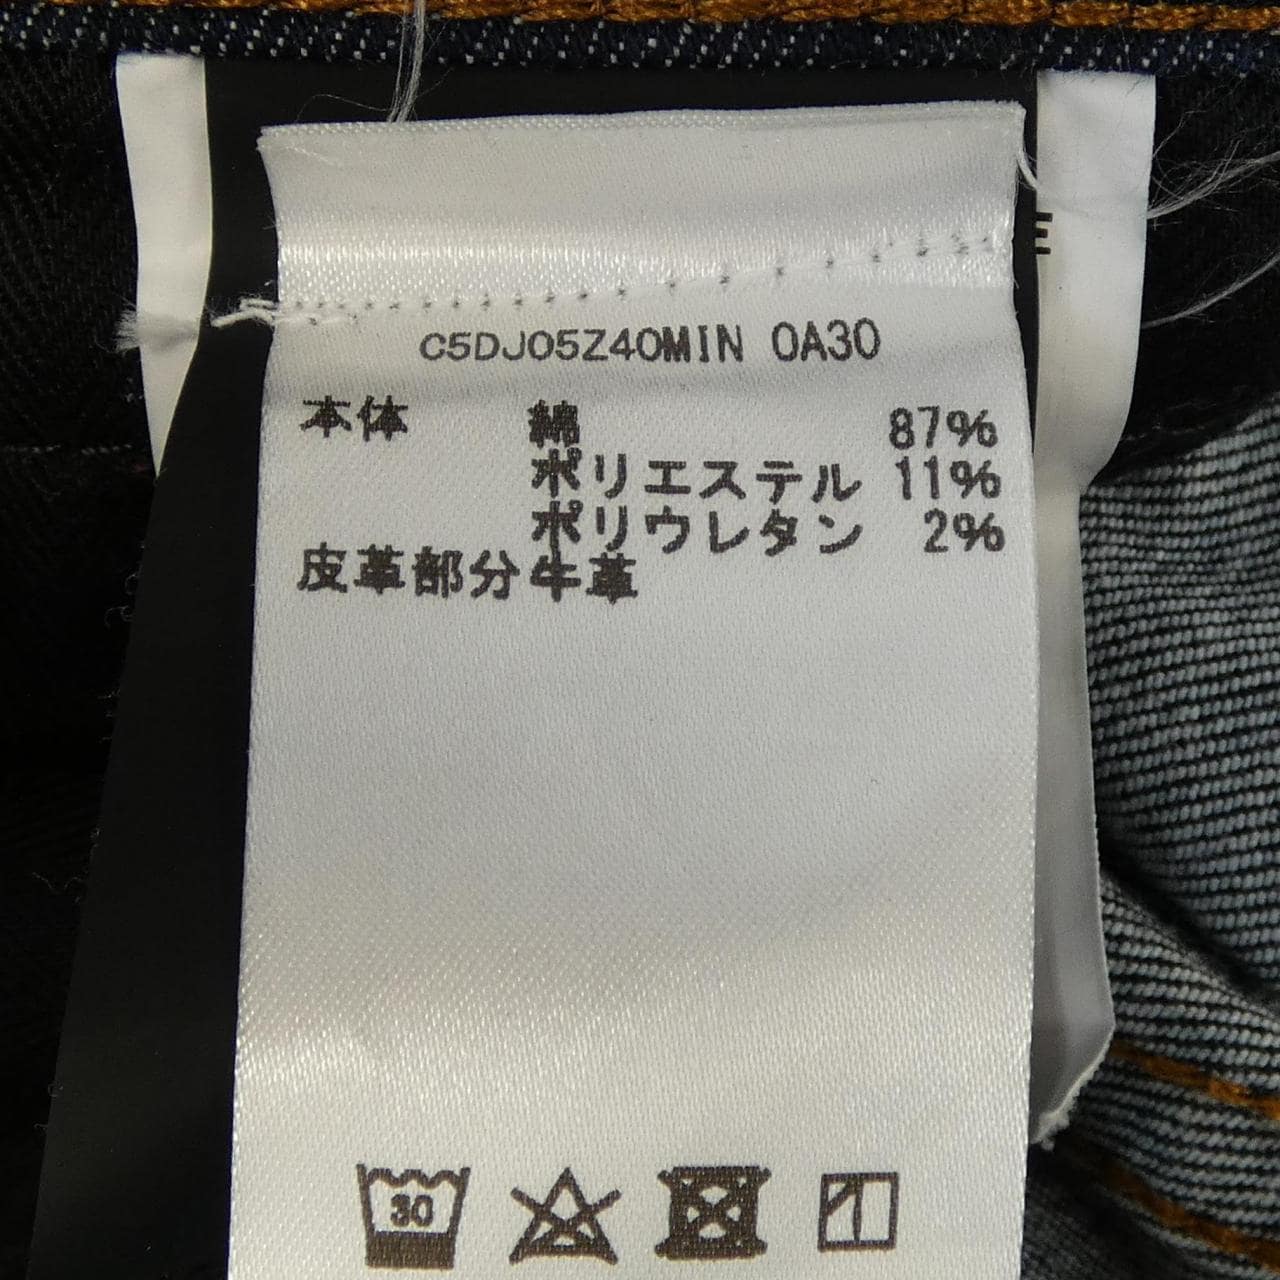 C5DJ05Z40MIN 0A30
本体 綿 87%
ポリエステル 11%
ポリウレタン 2%
皮革部分 牛革
30
E